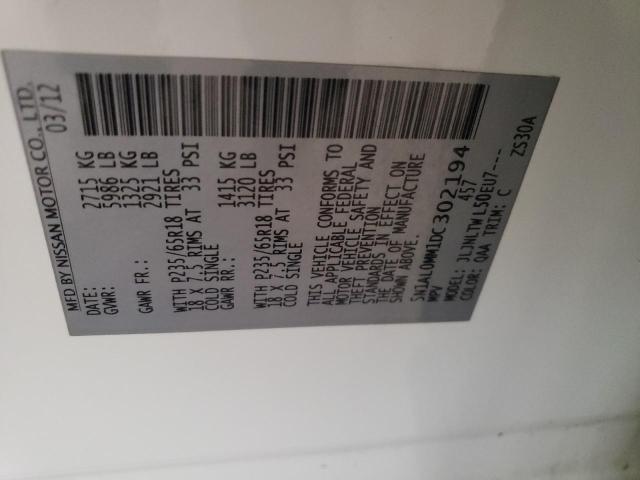 MFD BY NISSAN MOTOR CO., LTD.
DATE: 03/12
GVWR: 2715 KG
5986 LB
GAWR FR.: 1325 KG
2921 LB
WITH P235/65R18 TIRES
18 X 7.5 RIMS AT 33 PSI
COLD SINGLE
GAWR RR.: 1415 KG
3120 LB
WITH P235/65R18 TIRES
18 X 7.5 RIMS AT 33 PSI
COLD SINGLE
THIS VEHICLE CONFORMS TO
ALL APPLICABLE FEDERAL
MOTOR VEHICLE SAFETY AND
THEFT PREVENTION
STANDARDS IN EFFECT ON
THE DATE OF MANUFACTURE
SHOWN ABOVE.
5N1AL0MM1DC302194
MPV 457
MODEL: JLJNLTWL50EU7---
COLOR: QAA TRIM: C
ZS30A